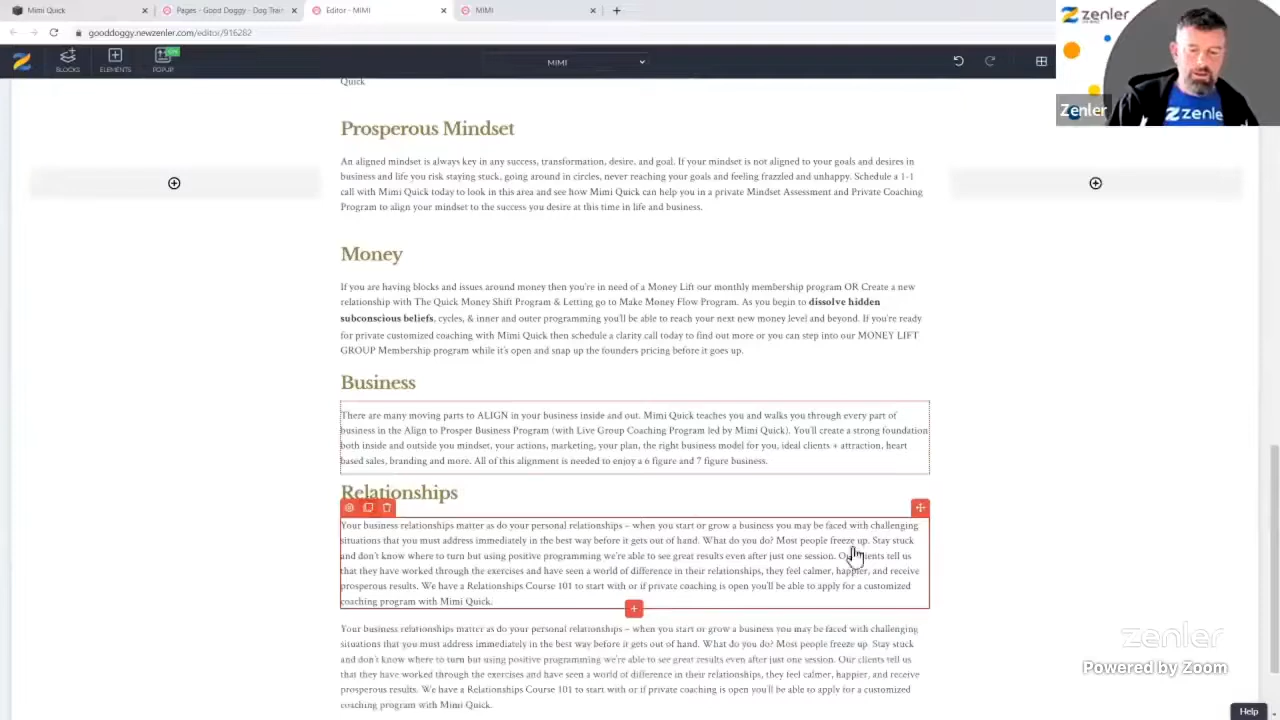 Mimi Quick
Pages - Good Doggy - Dog Train
Editor - MIMI
MIMI
gooddoggy.newzenler.com/editor/916282
BLOCKS
ELEMENTS
POPUP
MIMI
zenler
Zenler
Quick
Prosperous Mindset
An aligned mindset is always key in any success, transformation, desire, and goal. If your mindset is not aligned to your goals and desires in
business and life you risk staying stuck, going around in circles, never reaching your goals and feeling frazzled and unhappy. Schedule a 1-1
call with Mimi Quick today to look in this area and see how Mimi Quick can help you in a private Mindset Assessment and Private Coaching
Program to align your mindset to the success you desire at this time in life and business.
Money
If you are having blocks and issues around money then you're in need of a Money Lift our monthly membership program OR Create a new
relationship with The Quick Money Shift Program & Letting go to Make Money Flow Program. As you begin to dissolve hidden
subconscious beliefs, cycles, & inner and outer programming you'll be able to reach your next new money level and beyond. If you're ready
for private customized coaching with Mimi Quick then schedule a clarity call today to find out more or you can step into our MONEY LIFT
GROUP Membership program while it's open and snap up the founders pricing before it goes up.
Business
There are many moving parts to ALIGN in your business inside and out. Mimi Quick teaches you and walks you through every part of
business in the Align to Prosper Business Program (with Live Group Coaching Program led by Mimi Quick). You'll create a strong foundation
both inside and outside you mindset, your actions, marketing, your plan, the right business model for you, ideal clients + attraction, heart
based sales, branding and more. All of this alignment is needed to enjoy a 6 figure and 7 figure business.
Relationships
Your business relationships matter as do your personal relationships – when you start or grow a business you may be faced with challenging
situations that you must address immediately in the best way before it gets out of hand. What do you do? Most people freeze up. Stay stuck
and don't know where to turn but using positive programming we're able to see great results even after just one session. tell us
that they have worked through the exercises and have seen a world of difference in their relationships, they feel calmer, happier, and receive
prosperous results. We have a Relationships Course 101 to start with or if private coaching is open you'll be able to apply for a customized
coaching program with Mimi Quick.
Your business relationships matter as do your personal relationships – when you start or grow a business you may be faced with challenging
situations that you must address immediately in the best way before it gets out of hand. What do you do? Most people freeze up. Stay stuck
and don't know where to turn but using positive programming we're able to see great results even after just one session. Our clients tell us
that they have worked through the exercises and have seen a world of difference in their relationships, they feel calmer, happier, and receive
prosperous results. We have a Relationships Course 101 to start with or if private coaching is open you'll be able to apply for a customized
coaching program with Mimi Quick.
zenler
Powered by Zoom
Help